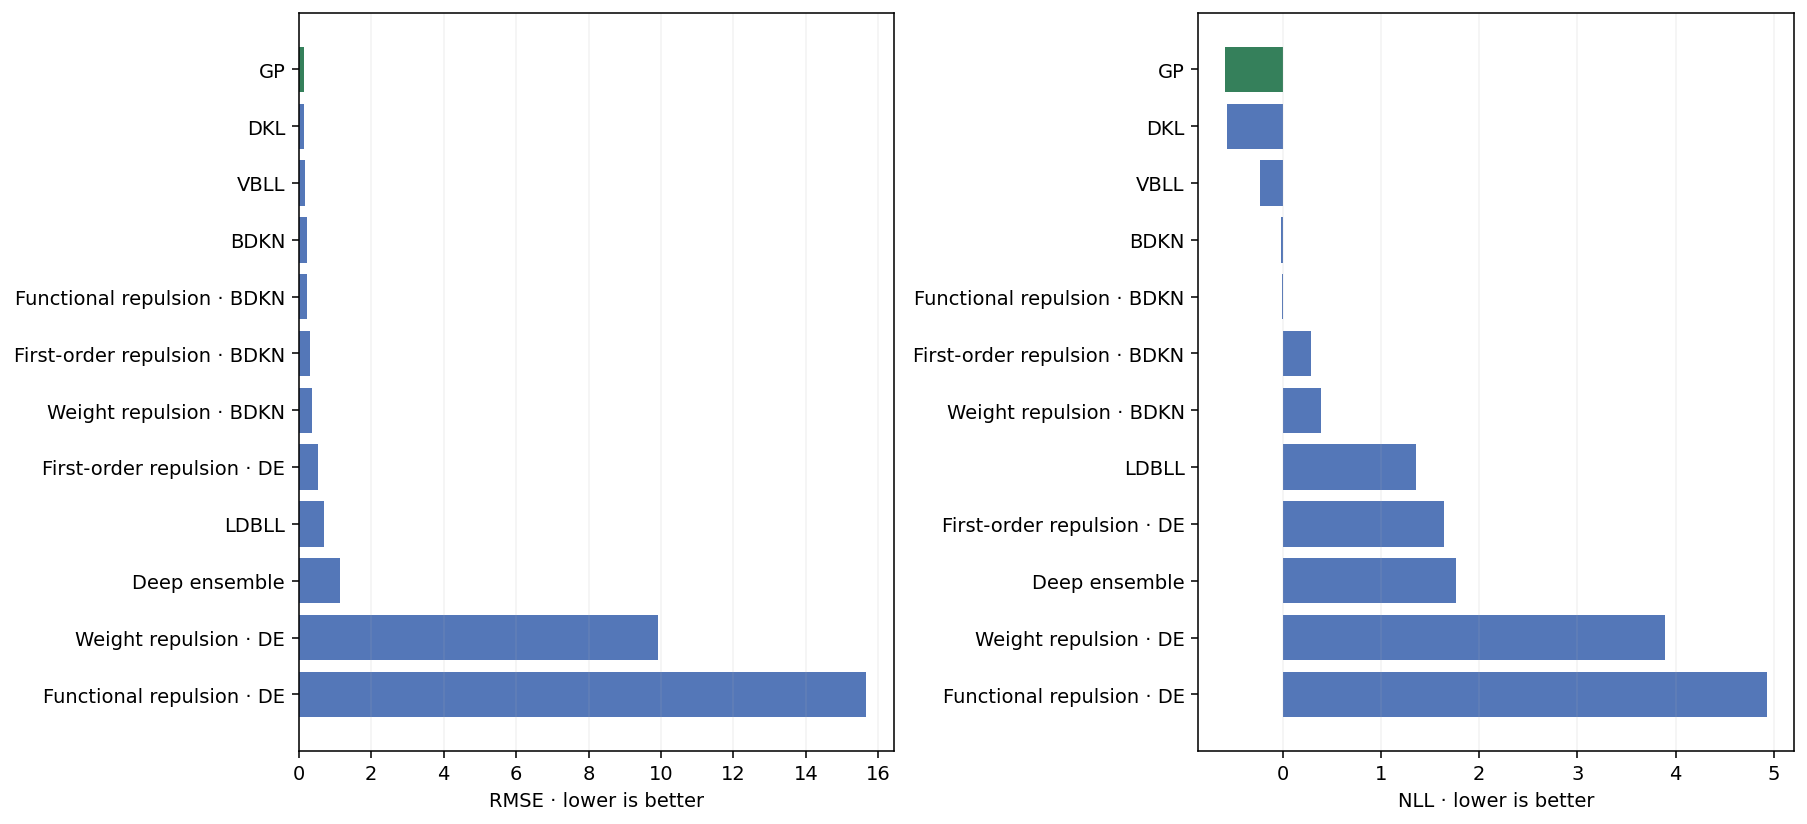 GP
DKL
VBLL
BDKN
Functional repulsion · BDKN
First-order repulsion · BDKN
Weight repulsion · BDKN
First-order repulsion · DE
LDBLL
Deep ensemble
Weight repulsion · DE
Functional repulsion · DE
0 2 4 6 8 10 12 14 16
RMSE · lower is better
GP
DKL
VBLL
BDKN
Functional repulsion · BDKN
First-order repulsion · BDKN
Weight repulsion · BDKN
LDBLL
First-order repulsion · DE
Deep ensemble
Weight repulsion · DE
Functional repulsion · DE
0 1 2 3 4 5
NLL · lower is better